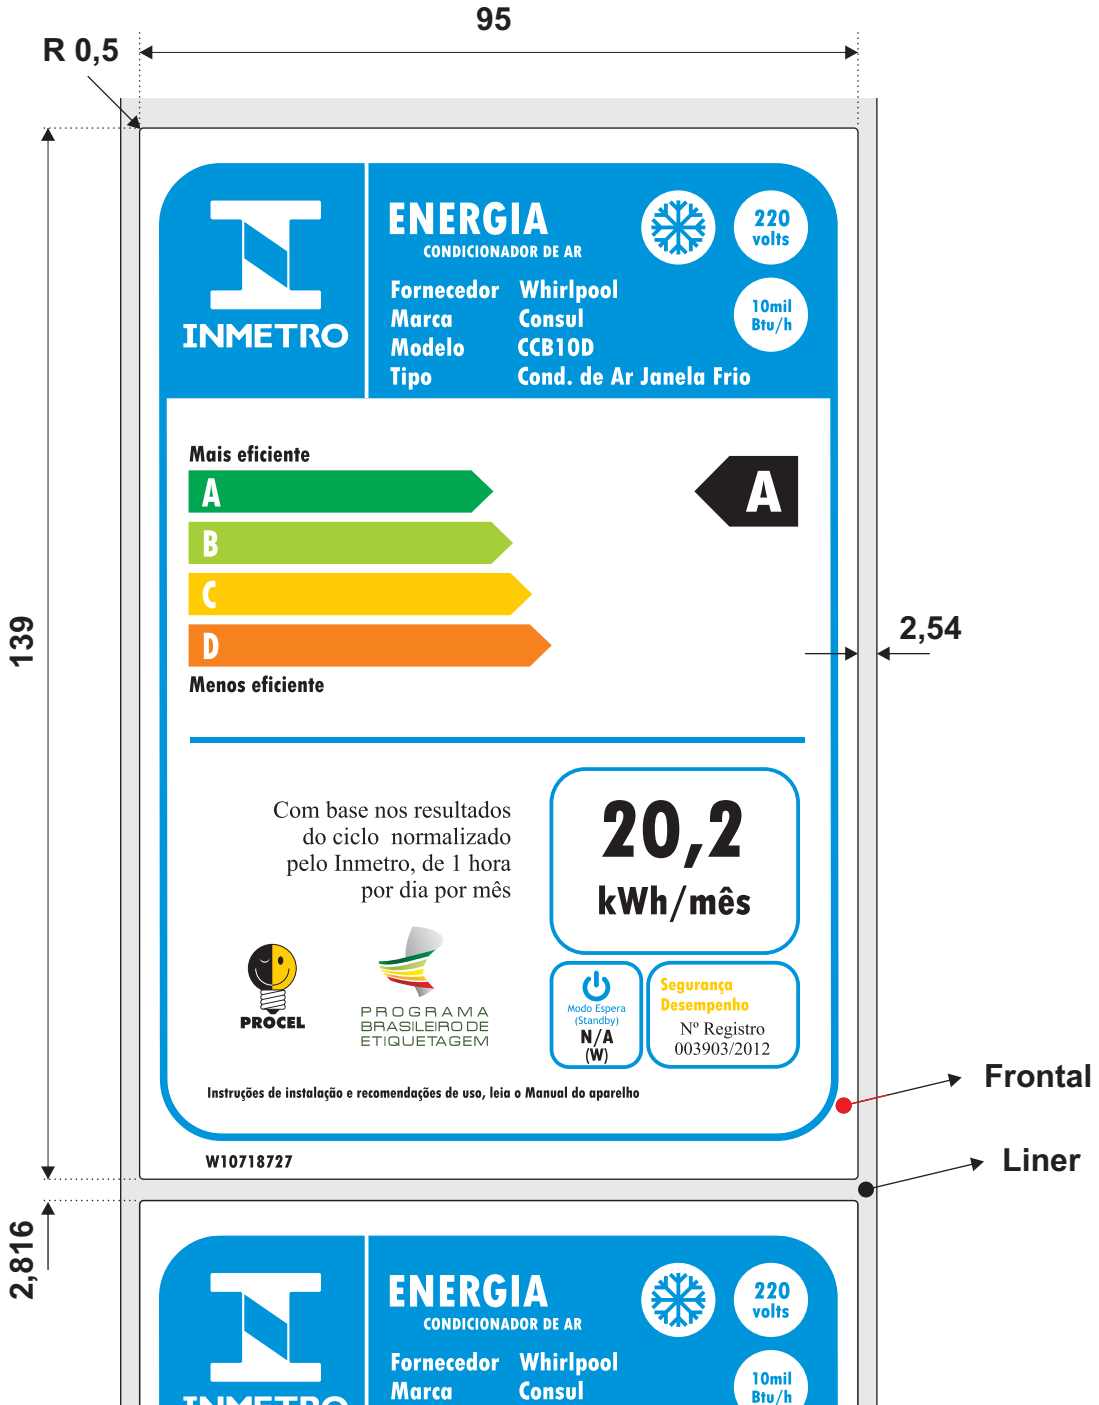 95
R 0,5
INMETRO
ENERGIA
CONDICIONADOR DE AR
220
volts
10mil
Btu/h
Fornecedor Whirlpool
Marca Consul
Modelo CCB10D
Tipo Cond. de Ar Janela Frio
Mais eficiente
A
A
B
C
D
Menos eficiente
139
2,54
Com base nos resultados
do ciclo normalizado
pelo Inmetro, de 1 hora
por dia por mês
20,2
kWh/mês
PROCEL
PROGRAMA
BRASILEIRO DE
ETIQUETAGEM
Modo Espera
(Standby)
N/A
(W)
Segurança
Desempenho
Nº Registro
003903/2012
Instruções de instalação e recomendações de uso, leia o Manual do aparelho
W10718727
Frontal
Liner
2,816
INMETRO
ENERGIA
CONDICIONADOR DE AR
220
volts
10mil
Btu/h
Fornecedor Whirlpool
Marca Consul